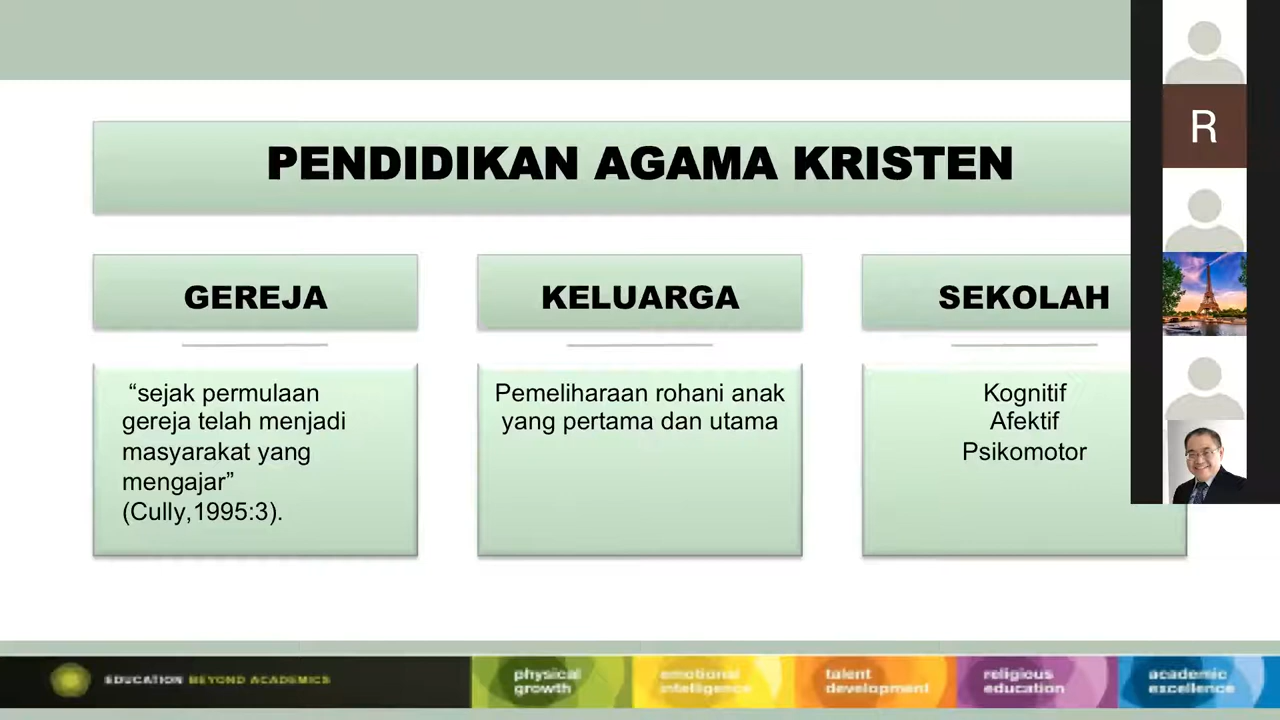 PENDIDIKAN AGAMA KRISTEN
R
GEREJA
KELUARGA
SEKOLAH
“sejak permulaan
gereja telah menjadi
masyarakat yang
mengajar”
(Cully,1995:3).
Pemeliharaan rohani anak
yang pertama dan utama
Kognitif
Afektif
Psikomotor
EDUCATION BEYOND ACADEMICS
physical
growth
emotional
intelligence
talent
development
religious
education
academic
excellence